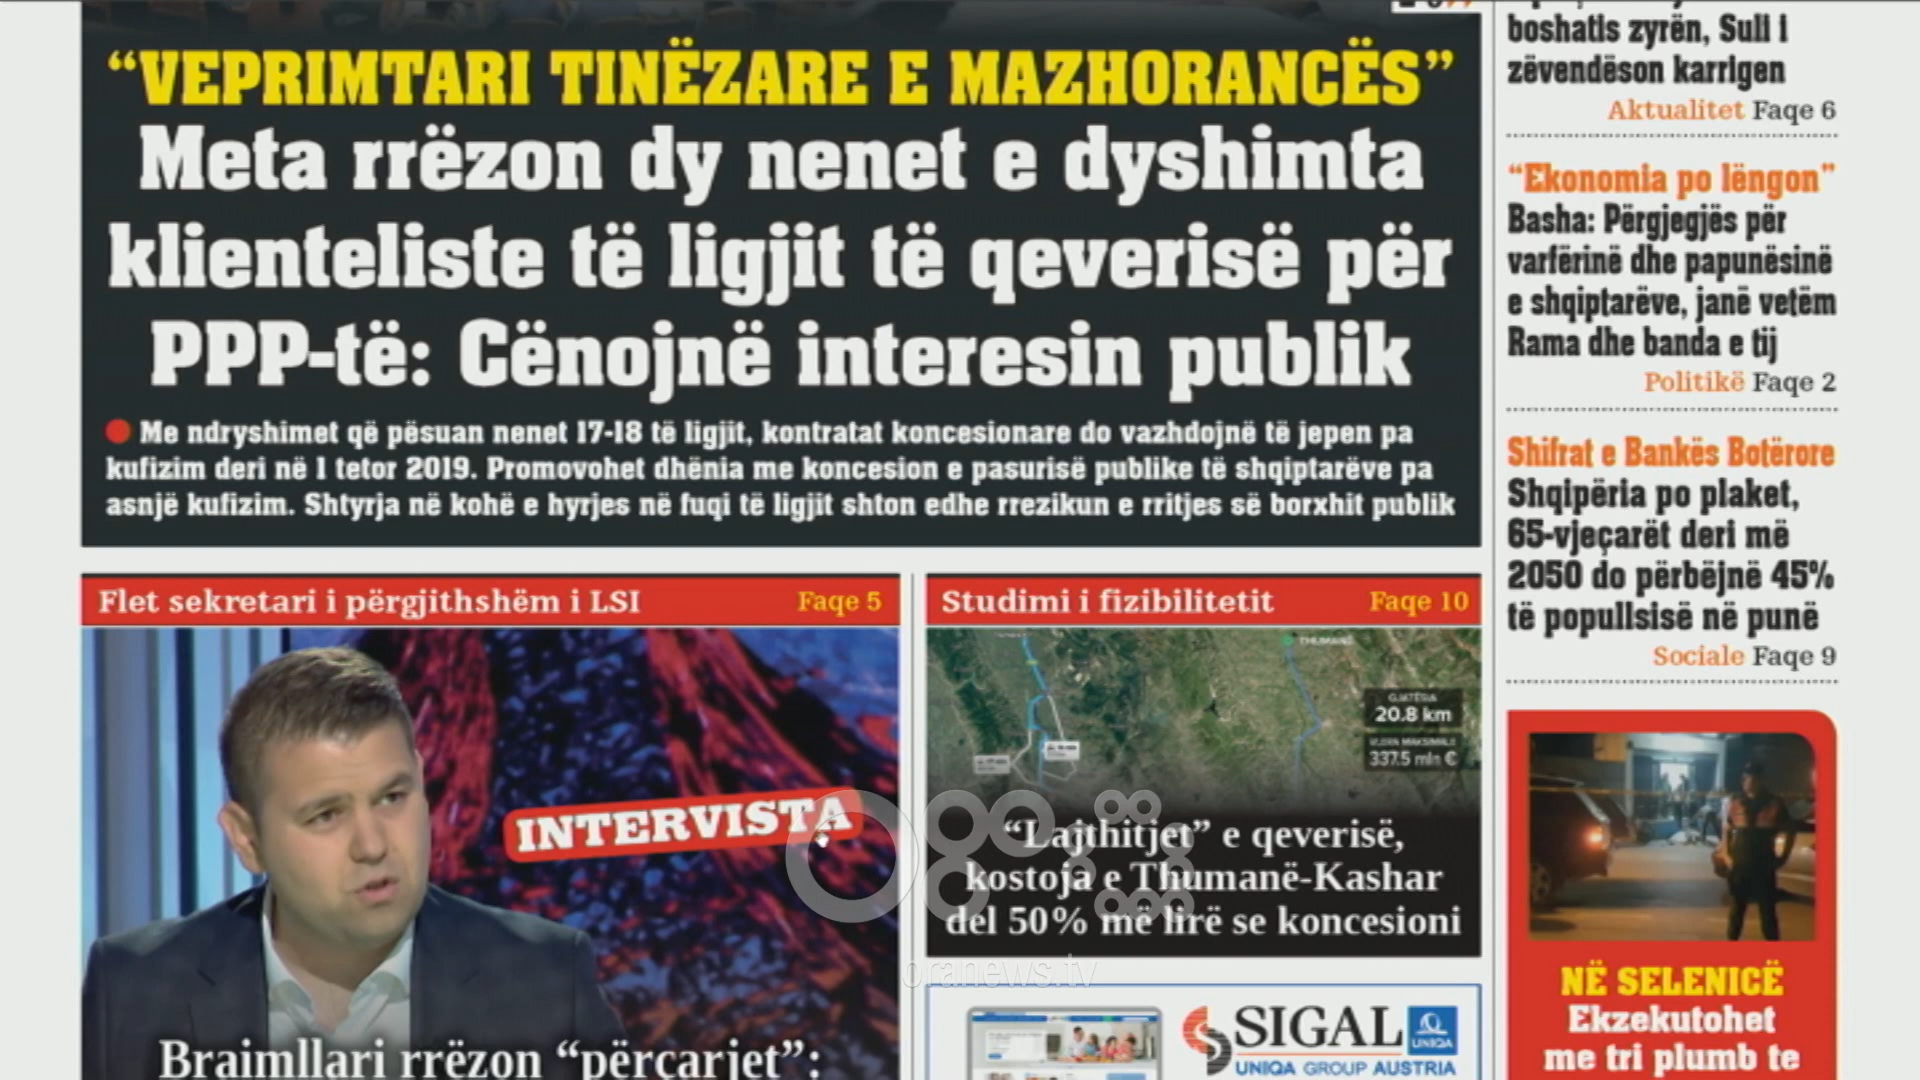 “VEPRIMTARI TINËZARE E MAZHORANCËS”
Meta rrëzon dy nenet e dyshimta
klienteliste të ligjit të qeverisë për
PPP-të: Cënojnë interesin publik
Me ndryshimet që pësuan nenet 17-18 të ligjit, kontratat koncesionare do vazhdojnë të jepen pa
kufizim deri në 1 tetor 2019. Promovohet dhënia me koncesion e pasurisë publike të shqiptarëve pa
asnjë kufizim. Shtyrja në kohë e hyrjes në fuqi të ligjit shton edhe rrezikun e rritjes së borxhit publik
Flet sekretari i përgjithshëm i LSI Faqe 5
INTERVISTA
Braimllari rrëzon “përçarjet”:
Studimi i fizibilitetit Faqe 10
THUMANË
GJATËSIA
20.8 km
VLERA MAKSIMALE
337.5 mln €
“Lajthitjet” e qeverisë,
kostoja e Thumanë-Kashar
del 50% më lirë se koncesioni
oranews.tv
SIGAL
UNIQA
UNIQA GROUP AUSTRIA
boshatis zyrën, Suli i
zëvendëson karrigen
Aktualitet Faqe 6
“Ekonomia po lëngon”
Basha: Përgjegjës për
varfërinë dhe papunësinë
e shqiptarëve, janë vetëm
Rama dhe banda e tij
Politikë Faqe 2
Shifrat e Bankës Botërore
Shqipëria po plaket,
65-vjeçarët deri më
2050 do përbëjnë 45%
të popullsisë në punë
Sociale Faqe 9
NË SELENICË
Ekzekutohet
me tri plumb te